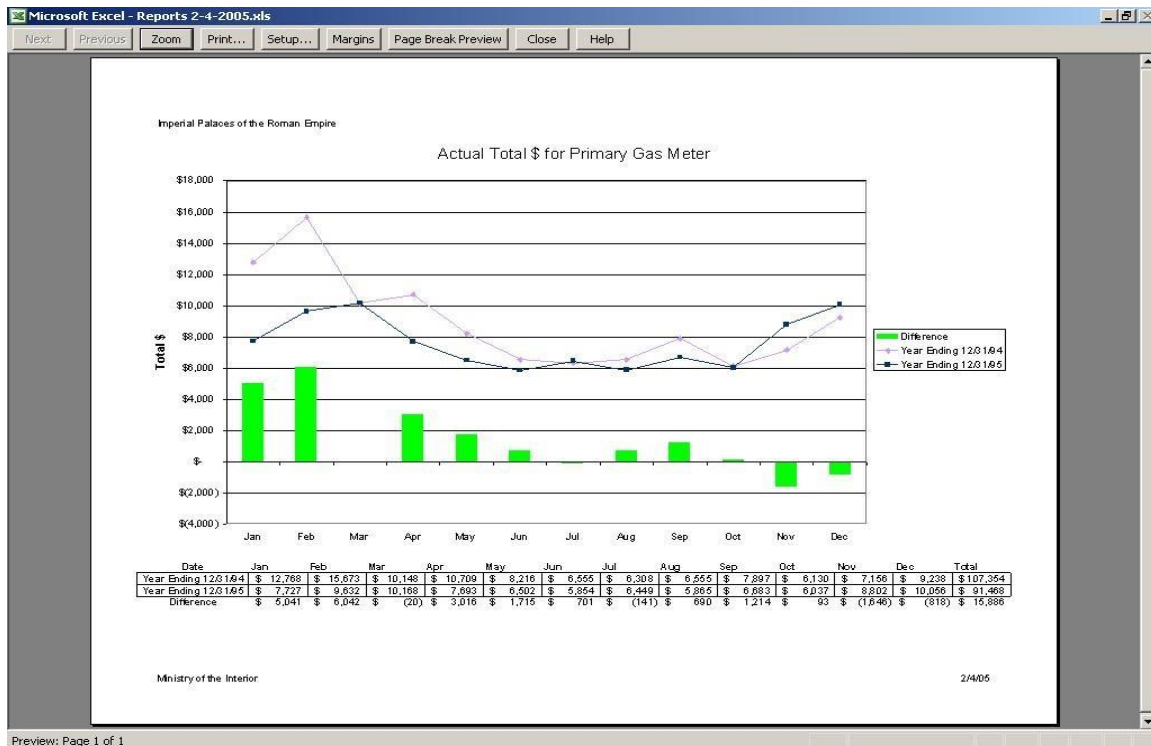 Microsoft Excel - Reports 2-4-2005.xls
Next Previous Zoom Print... Setup... Margins Page Break Preview Close Help
Imperial Palaces of the Roman Empire
Actual Total $ for Primary Gas Meter
$18,000
$16,000
$14,000
$12,000
$10,000
$8,000
$6,000
$4,000
$2,000
$-
$(2,000)
$(4,000)
Total $
Difference
Year Ending 12/31/94
Year Ending 12/31/95
Jan Feb Mar Apr May Jun Jul Aug Sep Oct Nov Dec
Date Jan Feb Mar Apr May Jun Jul Aug Sep Oct Nov Dec Total
Year Ending 12/31/94 $ 12,768 $ 15,673 $ 10,148 $ 10,709 $ 8,216 $ 6,555 $ 6,308 $ 6,555 $ 7,897 $ 6,130 $ 7,156 $ 9,238 $107,354
Year Ending 12/31/95 $ 7,727 $ 9,632 $ 10,168 $ 7,693 $ 6,502 $ 5,854 $ 6,449 $ 5,865 $ 6,683 $ 6,037 $ 8,802 $ 10,056 $ 91,468
Difference $ 5,041 $ 6,042 $ (20) $ 3,016 $ 1,715 $ 701 $ (141) $ 690 $ 1,214 $ 93 $ (1,646) $ (818) $ 15,886
Ministry of the Interior 2/4/05
Preview: Page 1 of 1